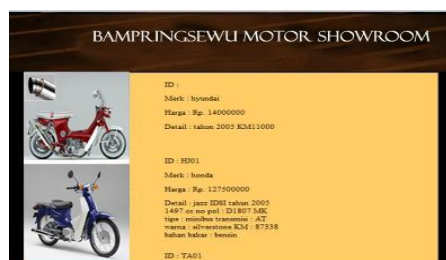 BAMPRINGSEWU MOTOR SHOWROOM
ID :
Merk : hyundai
Harga : Rp. 14000000
Detail : tahun 2005 KM11000
ID : HJ01
Merk : honda
Harga : Rp. 127500000
Detail : jazz IDSI tahun 2005
1497 cc no pol : D1807 MK
tipe : minibus transmisi : AT
warna : silverstone KM : 87338
bahan bakar : bensin
ID : TA01